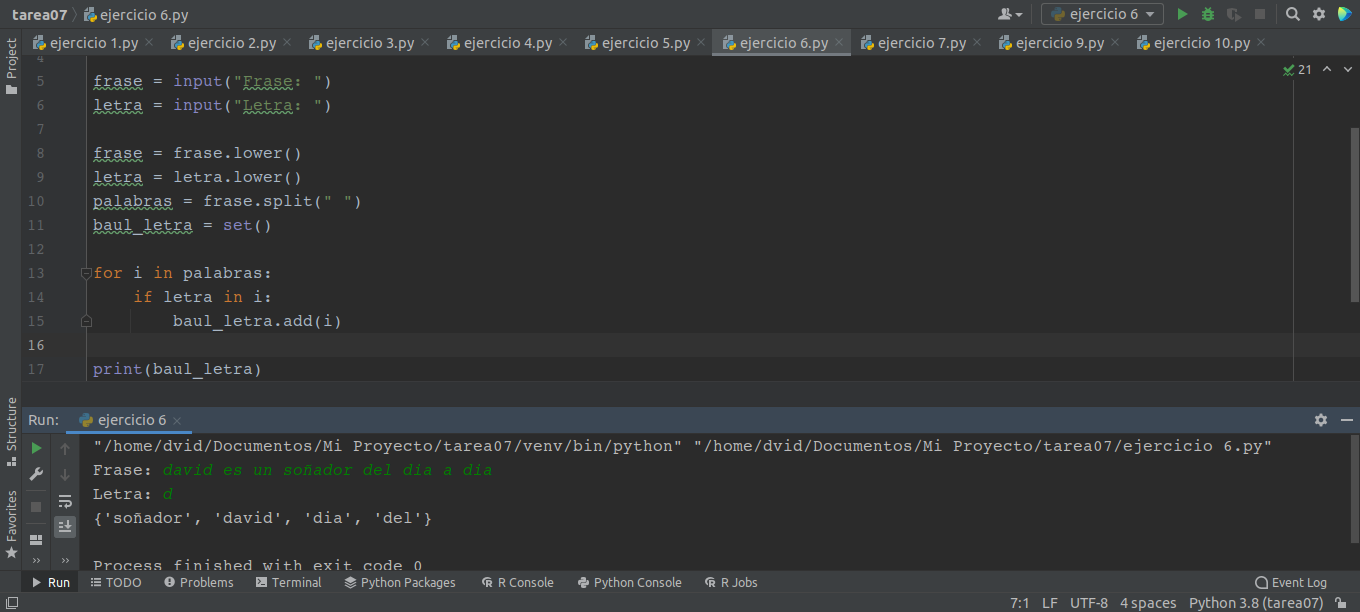 tarea07 ejercicio 6.py ejercicio 6
ejercicio 1.py ejercicio 2.py ejercicio 3.py ejercicio 4.py ejercicio 5.py ejercicio 6.py ejercicio 7.py ejercicio 9.py ejercicio 10.py
Project
21
4
5 frase = input("Frase: ")
6 letra = input("Letra: ")
7
8 frase = frase.lower()
9 letra = letra.lower()
10 palabras = frase.split(" ")
11 baul_letra = set()
12
13 for i in palabras:
14 if letra in i:
15 baul_letra.add(i)
16
17 print(baul_letra)
Structure
Favorites
Run: ejercicio 6
"/home/dvid/Documentos/Mi Proyecto/tarea07/venv/bin/python" "/home/dvid/Documentos/Mi Proyecto/tarea07/ejercicio 6.py"
Frase: david es un soñador del dia a dia
Letra: d
{'soñador', 'david', 'dia', 'del'}
Process finished with exit code 0
Run TODO Problems Terminal Python Packages R Console Python Console R Jobs Event Log
7:1 LF UTF-8 4 spaces Python 3.8 (tarea07)